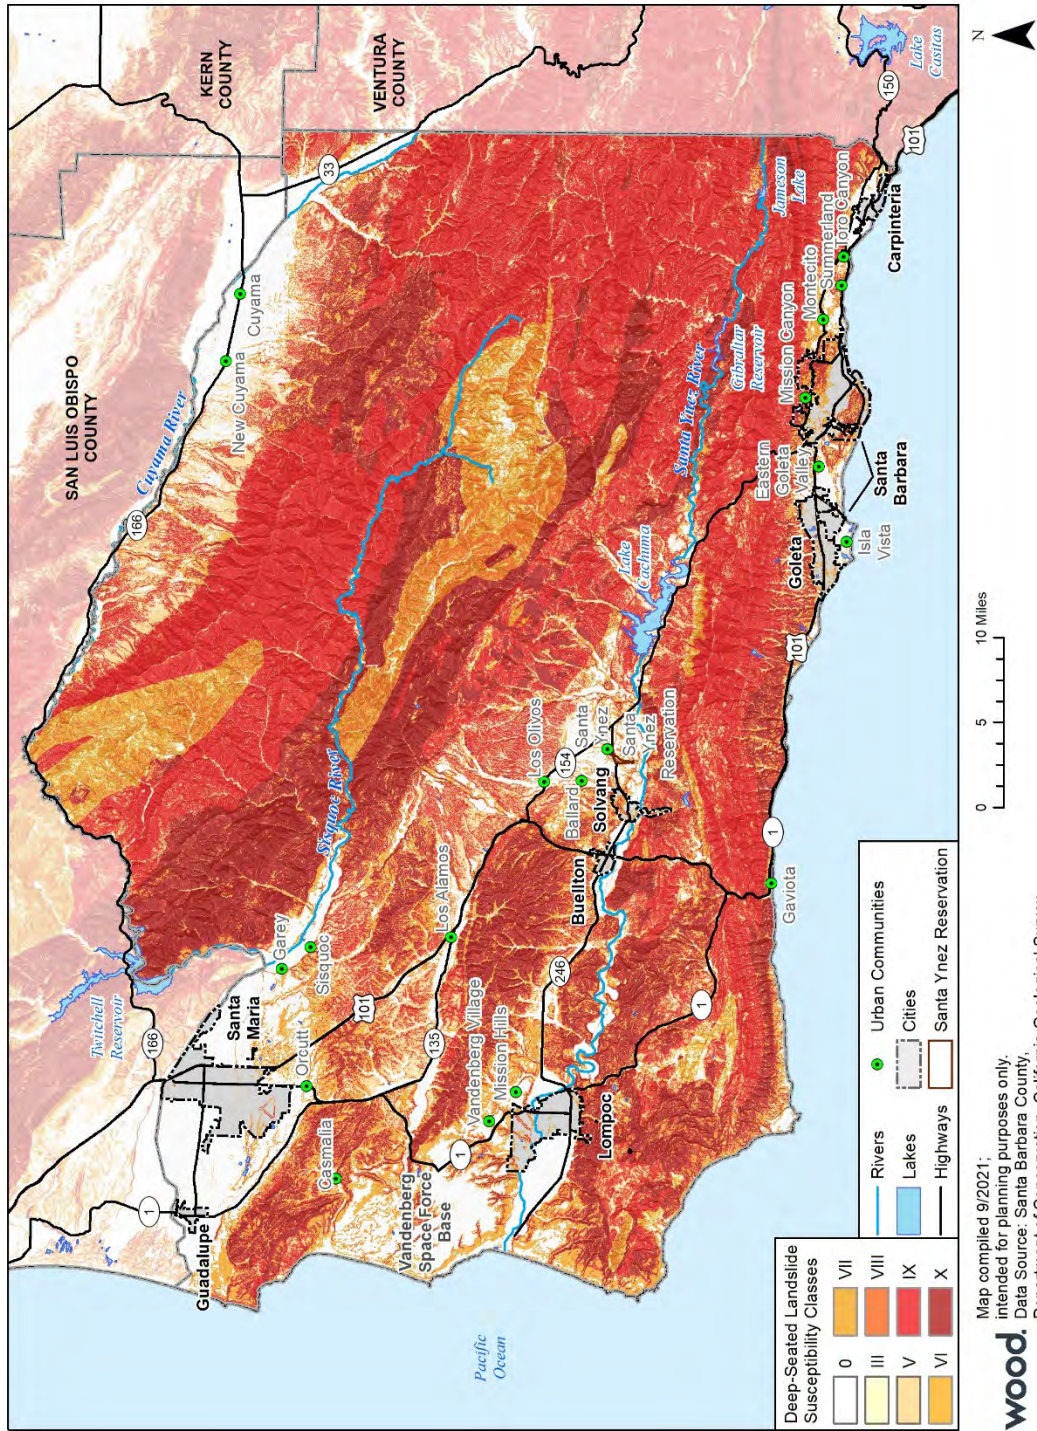 SAN LUIS OBISPO
COUNTY
KERN
COUNTY
VENTURA
COUNTY
Twitchell
Reservoir
166
166
33
Cuyama River
New Cuyama
Cuyama
1
Guadalupe
Santa
Maria
Garey
Sisquoc
Orcutt
Sisquoc River
101
Casmalia
135
Los Alamos
Vandenberg
Space Force
Base
1
Vandenberg Village
Mission Hills
Lompoc
246
Buellton
Los Olivos
154
Ballard
Solvang
Santa
Ynez
Santa
Ynez
Reservation
Lake
Cachuma
Santa Ynez River
Gibraltar
Reservoir
Jameson
Lake
Lake
Casitas
150
101
1
1
Gaviota
101
Goleta
Isla
Vista
Eastern
Goleta
Valley
Santa
Barbara
Mission Canyon
Montecito
Summerland
Toro Canyon
Carpinteria
Pacific
Ocean
Deep-Seated Landslide
Susceptibility Classes
0
III
V
VI
VII
VIII
IX
X
Rivers
Lakes
Highways
Urban Communities
Cities
Santa Ynez Reservation
0 5 10 Miles
N
wood.
Map compiled 9/2021;
intended for planning purposes only.
Data Source: Santa Barbara County,